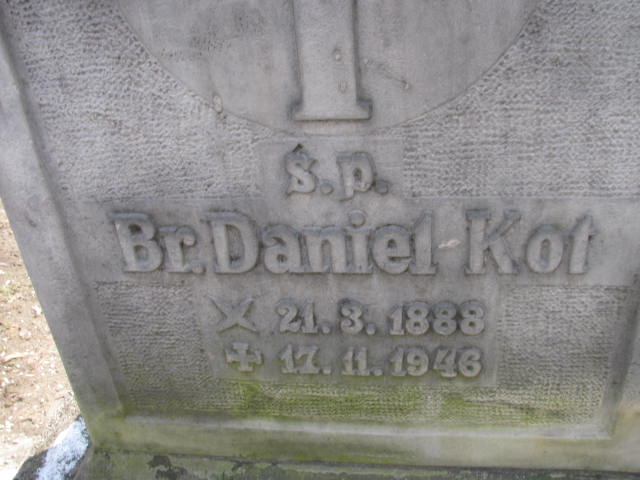 ś.p.
Br. Daniel Kot
× 21. 3. 1888
✠ 17. 11. 1946